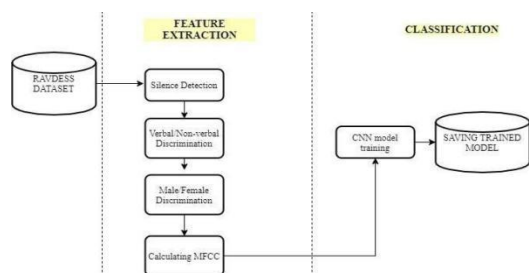 FEATURE
EXTRACTION
CLASSIFICATION
RAVDESS
DATASET
Silence Detection
Verbal/Non-verbal
Discrimination
Male/Female
Discrimination
Calculating MFCC
CNN model
training
SAVING TRAINED
MODEL